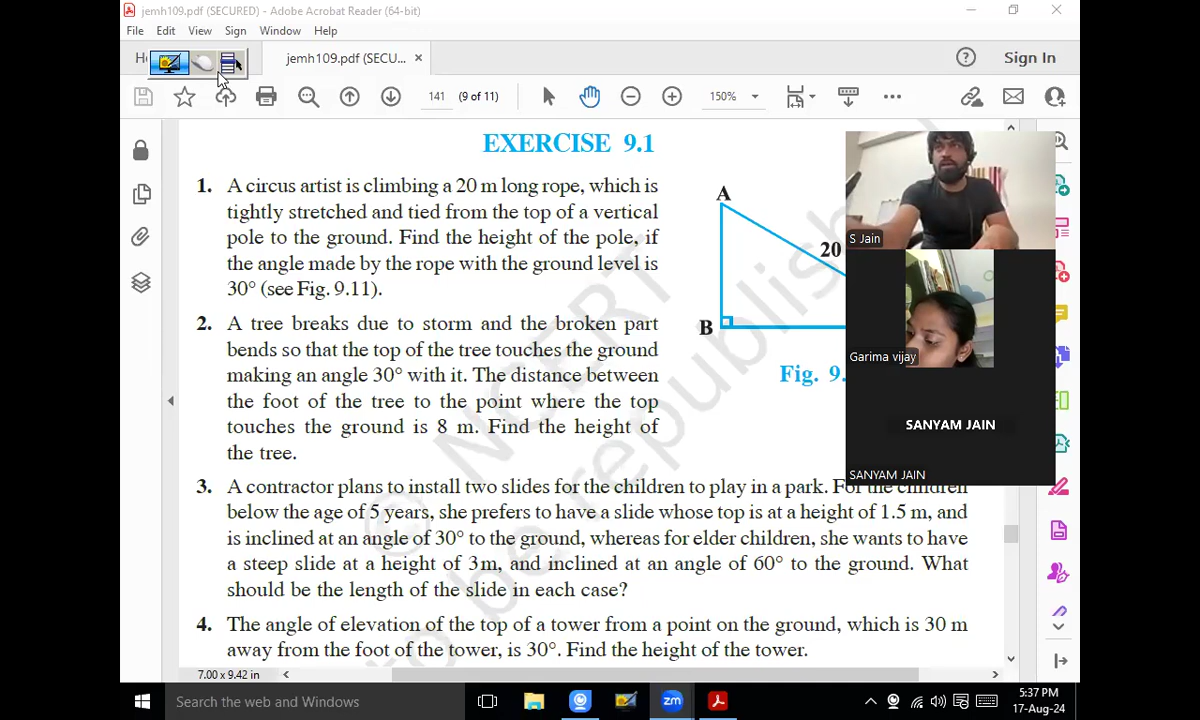 jemh109.pdf (SECURED) - Adobe Acrobat Reader (64-bit)
File Edit View Sign Window Help
jemh109.pdf (SECU... × Sign In
141 (9 of 11) 150%
EXERCISE 9.1
1. A circus artist is climbing a 20 m long rope, which is
tightly stretched and tied from the top of a vertical
pole to the ground. Find the height of the pole, if
the angle made by the rope with the ground level is
30° (see Fig. 9.11).
A
20
B
Fig. 9.
2. A tree breaks due to storm and the broken part
bends so that the top of the tree touches the ground
making an angle 30° with it. The distance between
the foot of the tree to the point where the top
touches the ground is 8 m. Find the height of
the tree.
S Jain
Garima vijay
SANYAM JAIN
SANYAM JAIN
3. A contractor plans to install two slides for the children to play in a park. For the children
below the age of 5 years, she prefers to have a slide whose top is at a height of 1.5 m, and
is inclined at an angle of 30° to the ground, whereas for elder children, she wants to have
a steep slide at a height of 3m, and inclined at an angle of 60° to the ground. What
should be the length of the slide in each case?
4. The angle of elevation of the top of a tower from a point on the ground, which is 30 m
away from the foot of the tower, is 30°. Find the height of the tower.
© NCERT
to be republished
7.00 x 9.42 in
Search the web and Windows
zm
5:37 PM
17-Aug-24